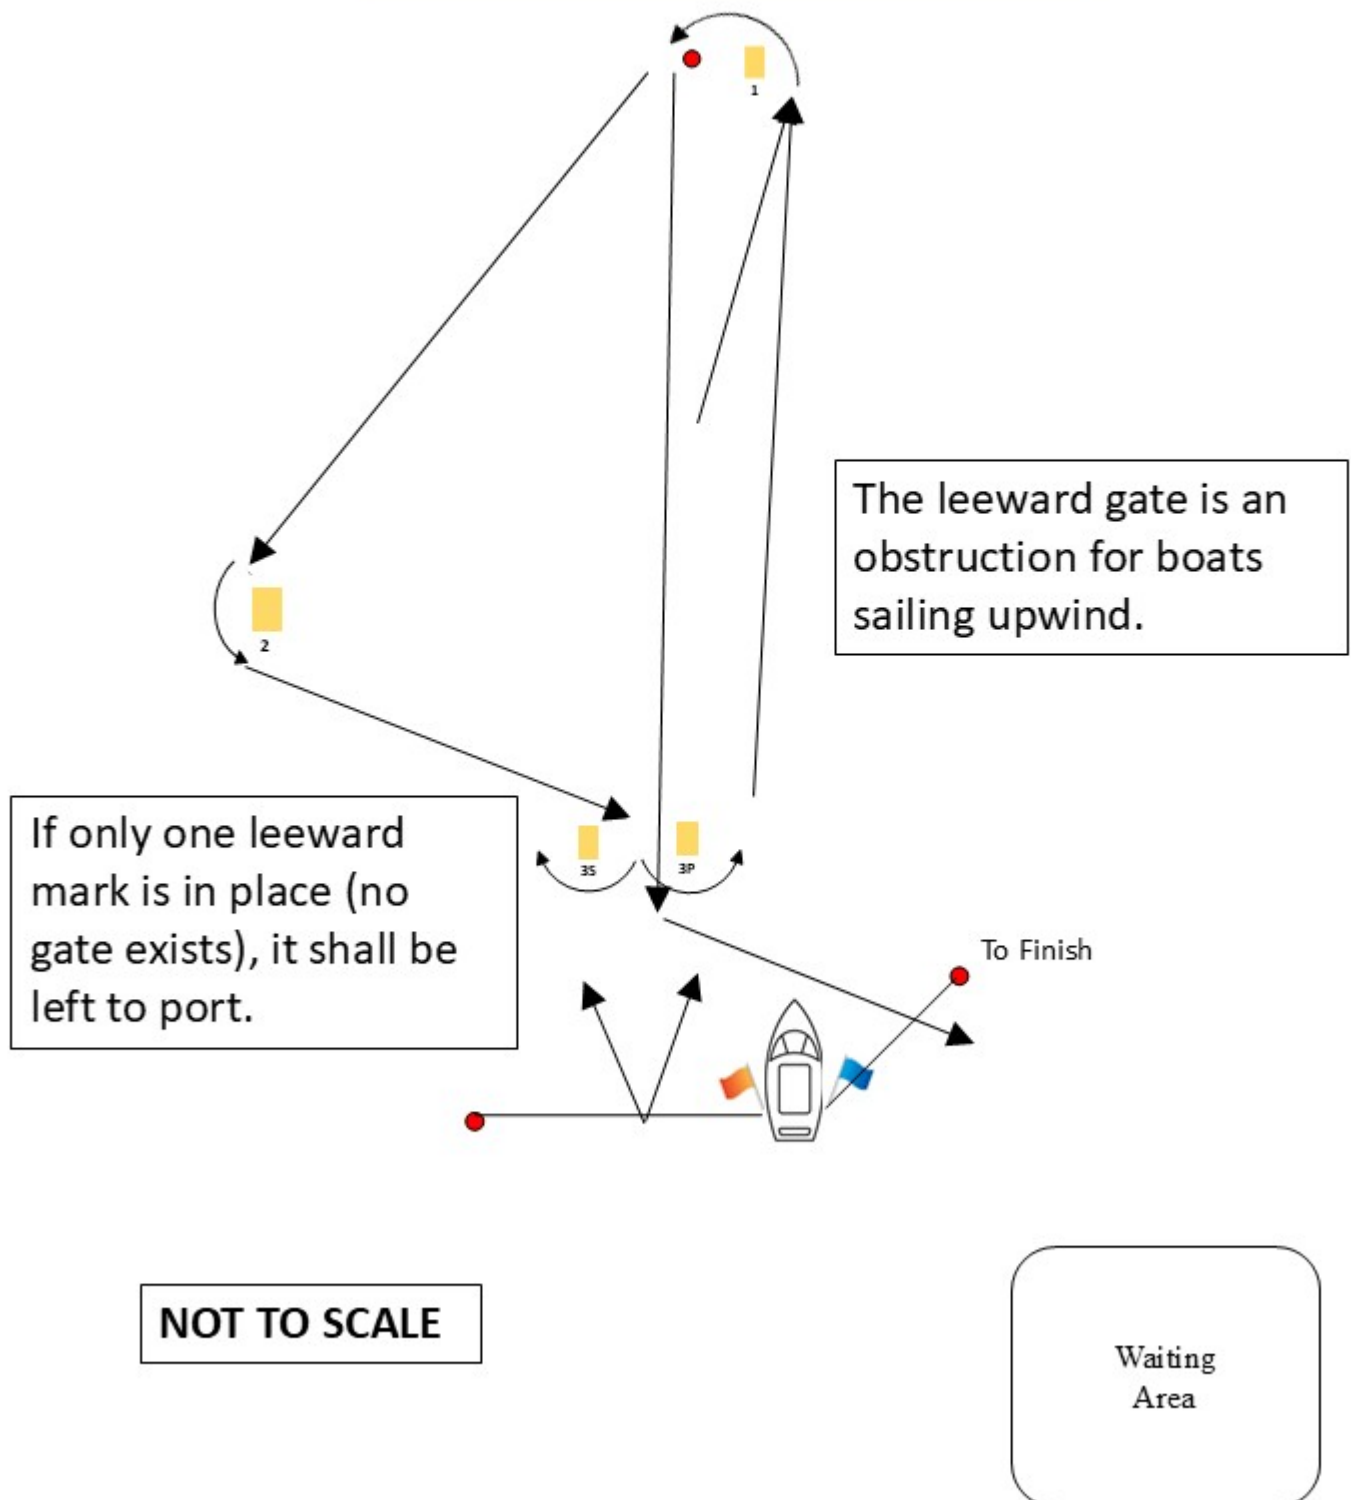 1
The leeward gate is an
obstruction for boats
sailing upwind.
2
If only one leeward
mark is in place (no
gate exists), it shall be
left to port.
3S
3P
To Finish
NOT TO SCALE
Waiting
Area